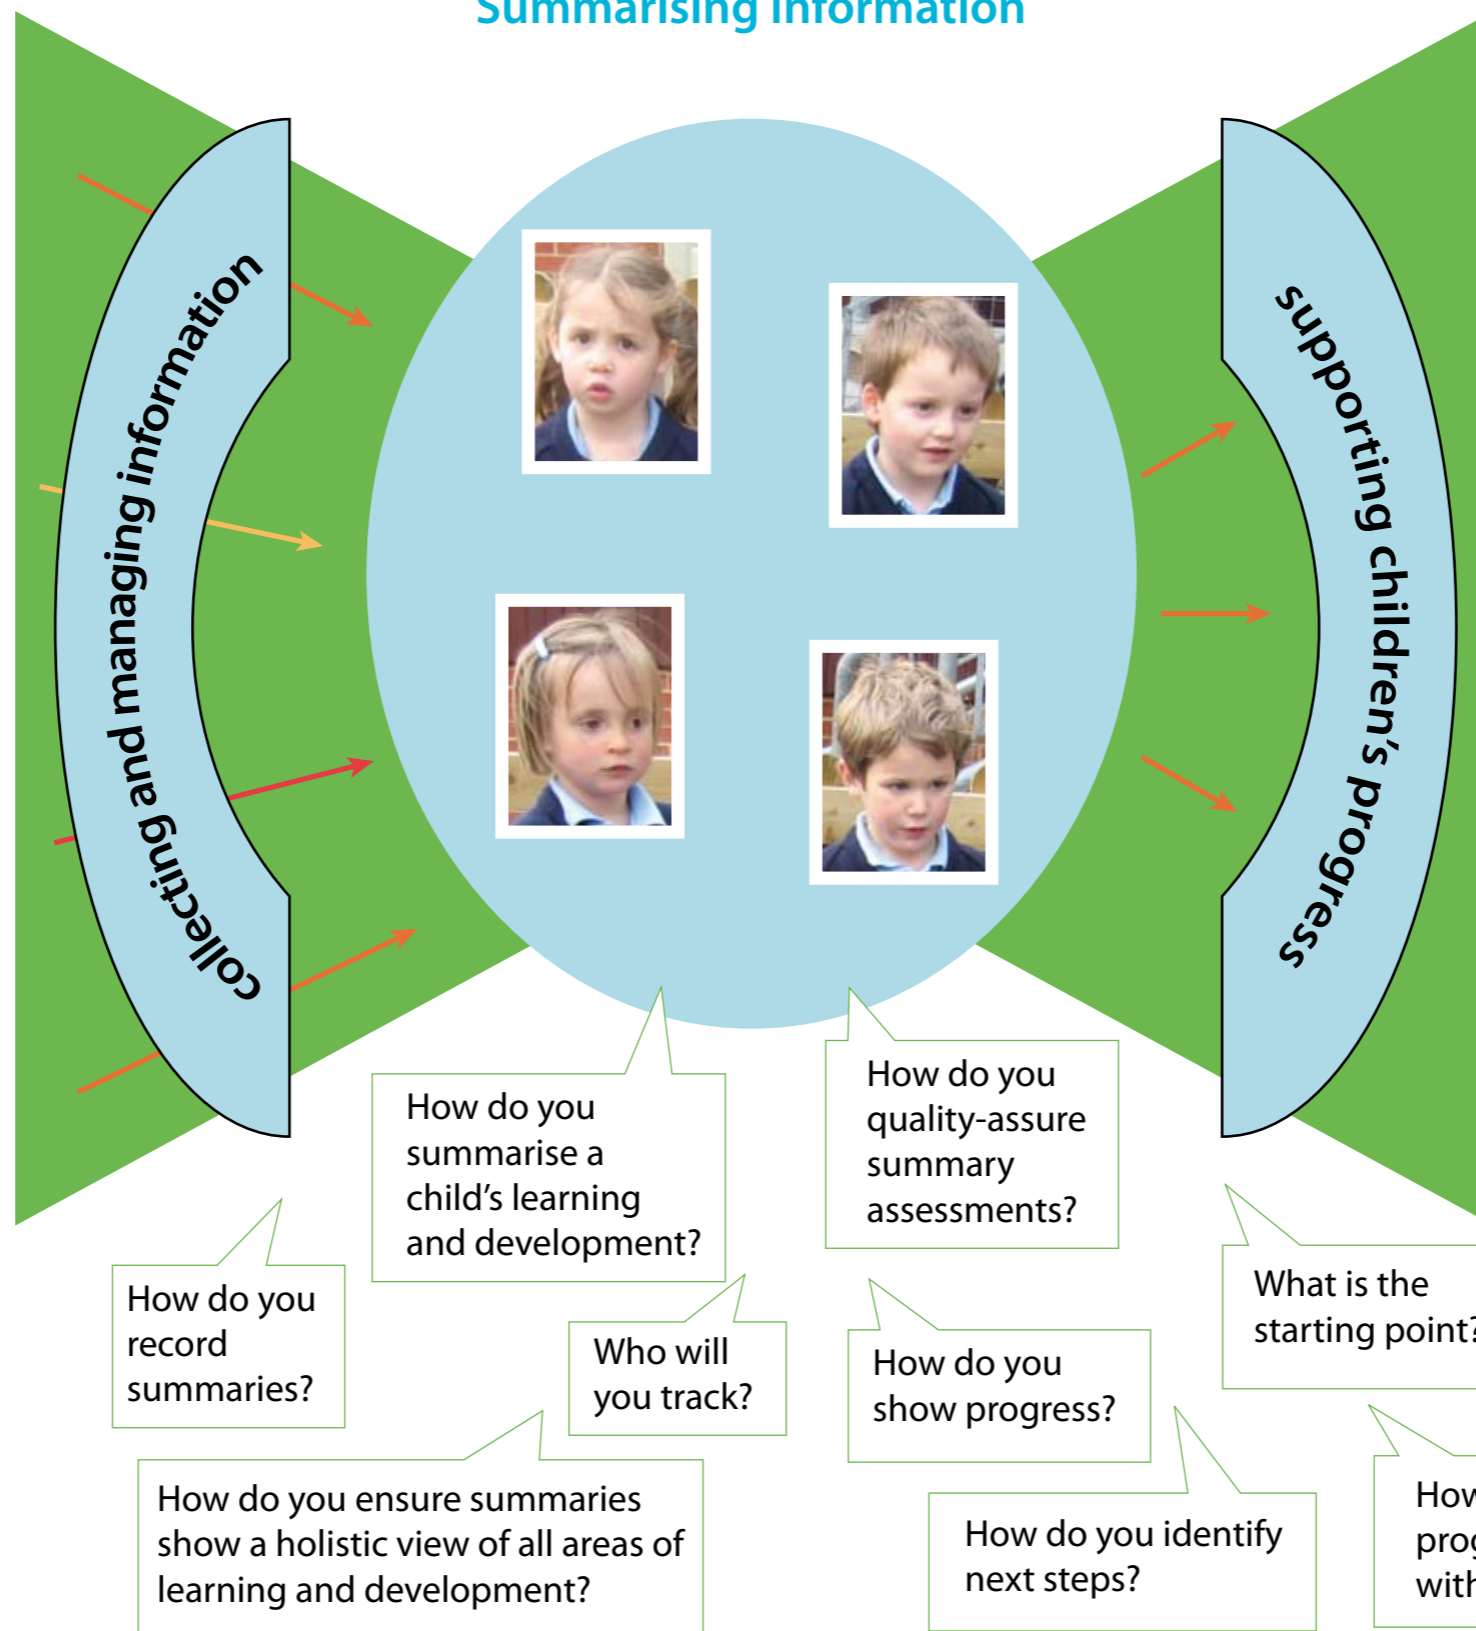 Summarising information
collecting and managing information
supporting children's progress
How do you
summarise a
child's learning
and development?
How do you
quality-assure
summary
assessments?
How do you
record
summaries?
Who will
you track?
How do you
show progress?
What is the
starting point?
How do you ensure summaries
show a holistic view of all areas of
learning and development?
How do you identify
next steps?